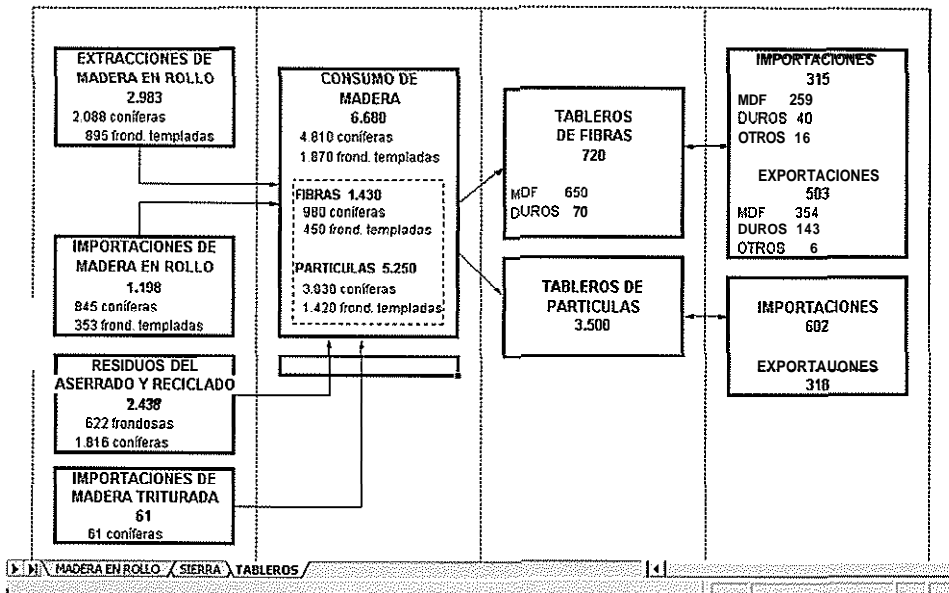 EXTRACCIONES DE
MADERA EN ROLLO
2.983
2.088 coníferas
895 frond. templadas
IMPORTACIONES DE
MADERA EN ROLLO
1.198
845 coníferas
353 frond. templadas
RESIDUOS DEL
ASERRADO Y RECICLADO
2.438
622 frondosas
1.816 coníferas
IMPORTACIONES DE
MADERA TRITURADA
61
61 coníferas
CONSUMO DE
MADERA
6.680
4.810 coníferas
1.870 frond. templadas
FIBRAS 1.430
980 coníferas
450 frond. templadas
PARTICULAS 5.250
3.830 coníferas
1.420 frond. templadas
TABLEROS
DE FIBRAS
720
MDF 650
DUROS 70
TABLEROS DE
PARTICULAS
3.500
IMPORTACIONES
315
MDF 259
DUROS 40
OTROS 16
EXPORTACIONES
503
MDF 354
DUROS 143
OTROS 6
IMPORTACIONES
602
EXPORTAUONES
318
MADERA EN ROLLO / SIERRA TABLEROS